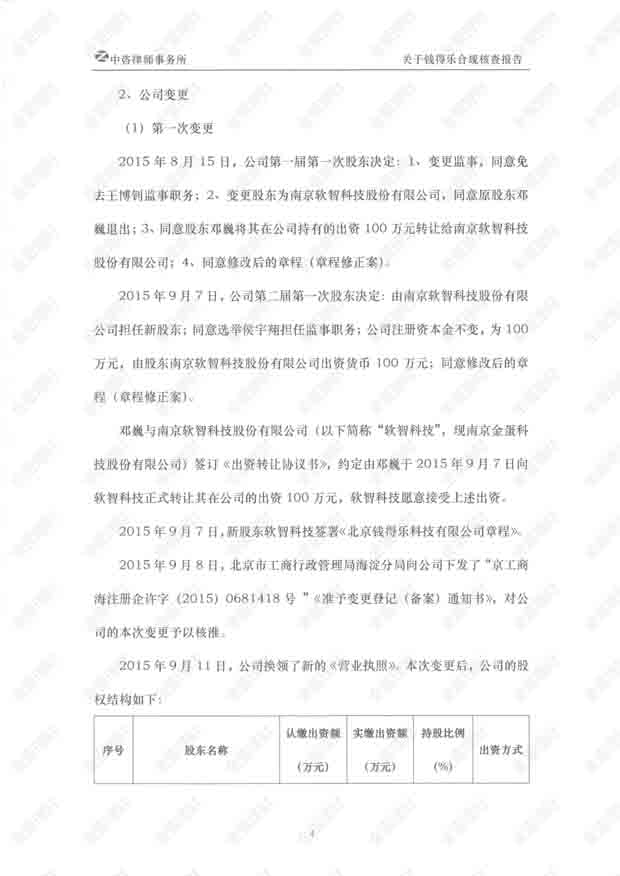 中咨律师事务所
关于钱得乐合规核查报告
2、公司变更
（1）第一次变更
2015 年 8 月 15 日，公司第一届第一次股东决定：1、变更监事，同意免
去王博钊监事职务；2、变更股东为南京软智科技股份有限公司，同意原股东邓
巍退出；3、同意股东邓巍将其在公司持有的出资 100 万元转让给南京软智科技
股份有限公司；4、同意修改后的章程（章程修正案）。
2015 年 9 月 7 日，公司第二届第一次股东决定：由南京软智科技股份有限
公司担任新股东；同意选举侯宇翔担任监事职务；公司注册资本金不变，为 100
万元，由股东南京软智科技股份有限公司出资货币 100 万元；同意修改后的章
程（章程修正案）。
邓巍与南京软智科技股份有限公司（以下简称“软智科技”，现南京金蛋科
技股份有限公司）签订《出资转让协议书》，约定由邓巍于 2015 年 9 月 7 日向
软智科技正式转让其在公司的出资 100 万元，软智科技愿意接受上述出资。
2015 年 9 月 7 日，新股东软智科技签署《北京钱得乐科技有限公司章程》。
2015 年 9 月 8 日，北京市工商行政管理局海淀分局向公司下发了“京工商
海注册企许字（2015）0681418 号 ”《准予变更登记（备案）通知书》，对公
司的本次变更予以核准。
2015 年 9 月 11 日，公司换领了新的《营业执照》。本次变更后，公司的股
权结构如下：
序号 股东名称 认缴出资额（万元） 实缴出资额（万元） 持股比例（%） 出资方式
4